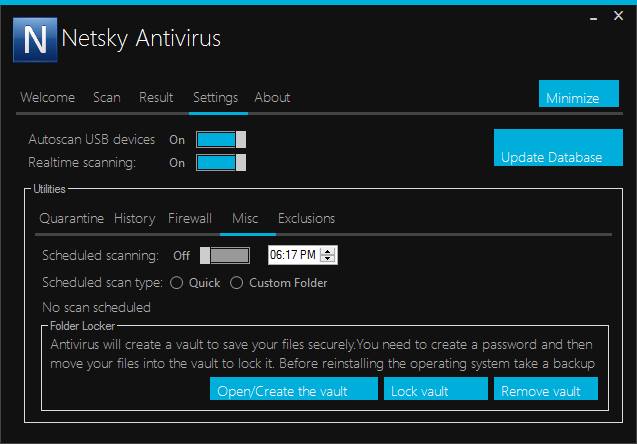 N Netsky Antivirus
Welcome Scan Result Settings About
Minimize
Autoscan USB devices On
Realtime scanning: On
Update Database
Utilities
Quarantine History Firewall Misc Exclusions
Scheduled scanning: Off 06:17 PM
Scheduled scan type: Quick Custom Folder
No scan scheduled
Folder Locker
Antivirus will create a vault to save your files securely.You need to create a password and then
move your files into the vault to lock it. Before reinstalling the operating system take a backup
Open/Create the vault Lock vault Remove vault